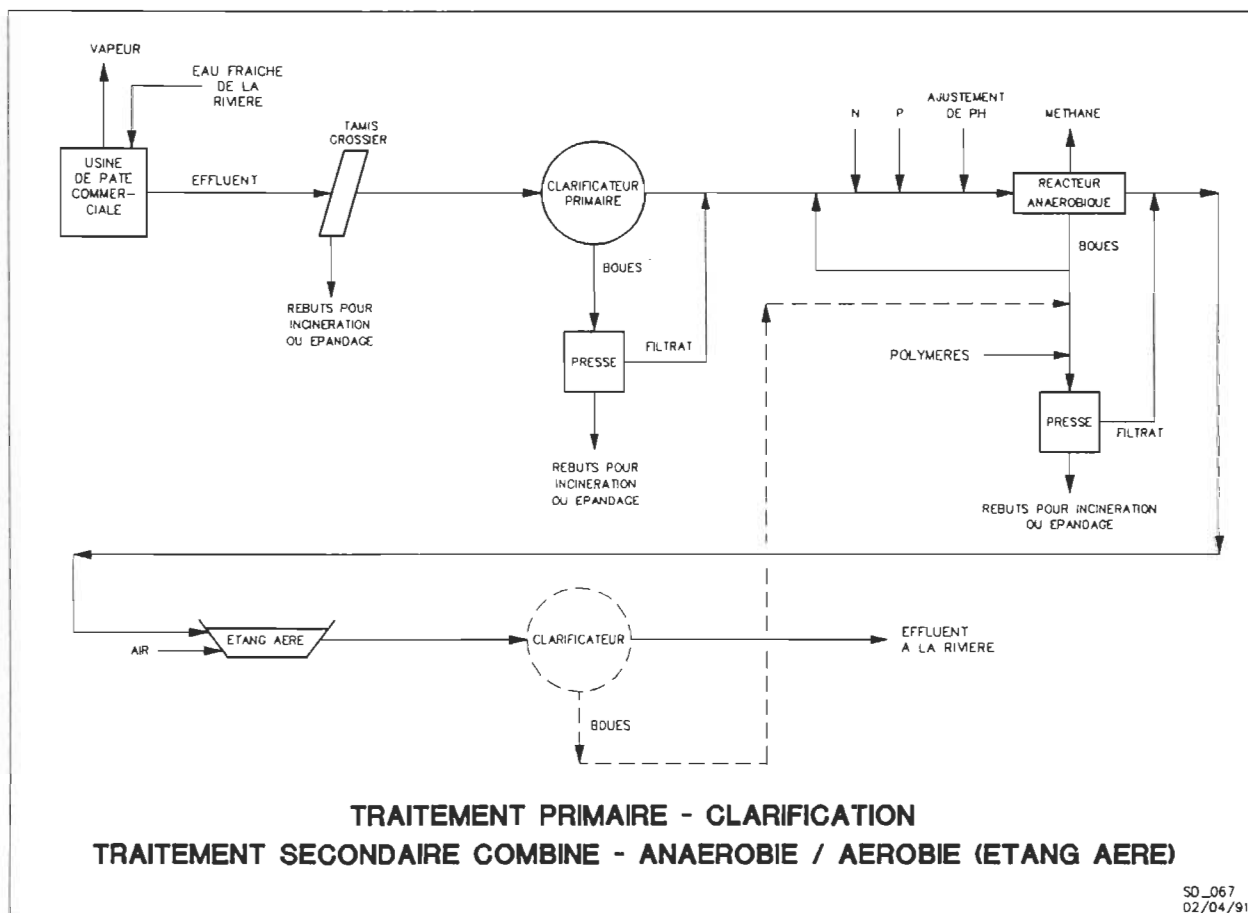 VAPEUR
EAU FRAICHE
DE LA
RIVIERE
USINE
DE PATE
COMMER-
CIALE
EFFLUENT
TAMIS
GROSSIER
REBUTS POUR
INCINERATION
OU EPANDAGE
CLARIFICATEUR
PRIMAIRE
BOUES
PRESSE
FILTRAT
REBUTS POUR
INCINERATION
OU EPANDAGE
N
P
AJUSTEMENT
DE PH
METHANE
REACTEUR
ANAEROBIQUE
BOUES
POLYMERES
PRESSE
FILTRAT
REBUTS POUR INCINERATION
OU EPANDAGE
ETANG AERE
AIR
CLARIFICATEUR
BOUES
EFFLUENT
A LA RIVIERE
TRAITEMENT PRIMAIRE - CLARIFICATION
TRAITEMENT SECONDAIRE COMBINE - ANAEROBIE / AEROBIE (ETANG AERE)
SD_067
02/04/91